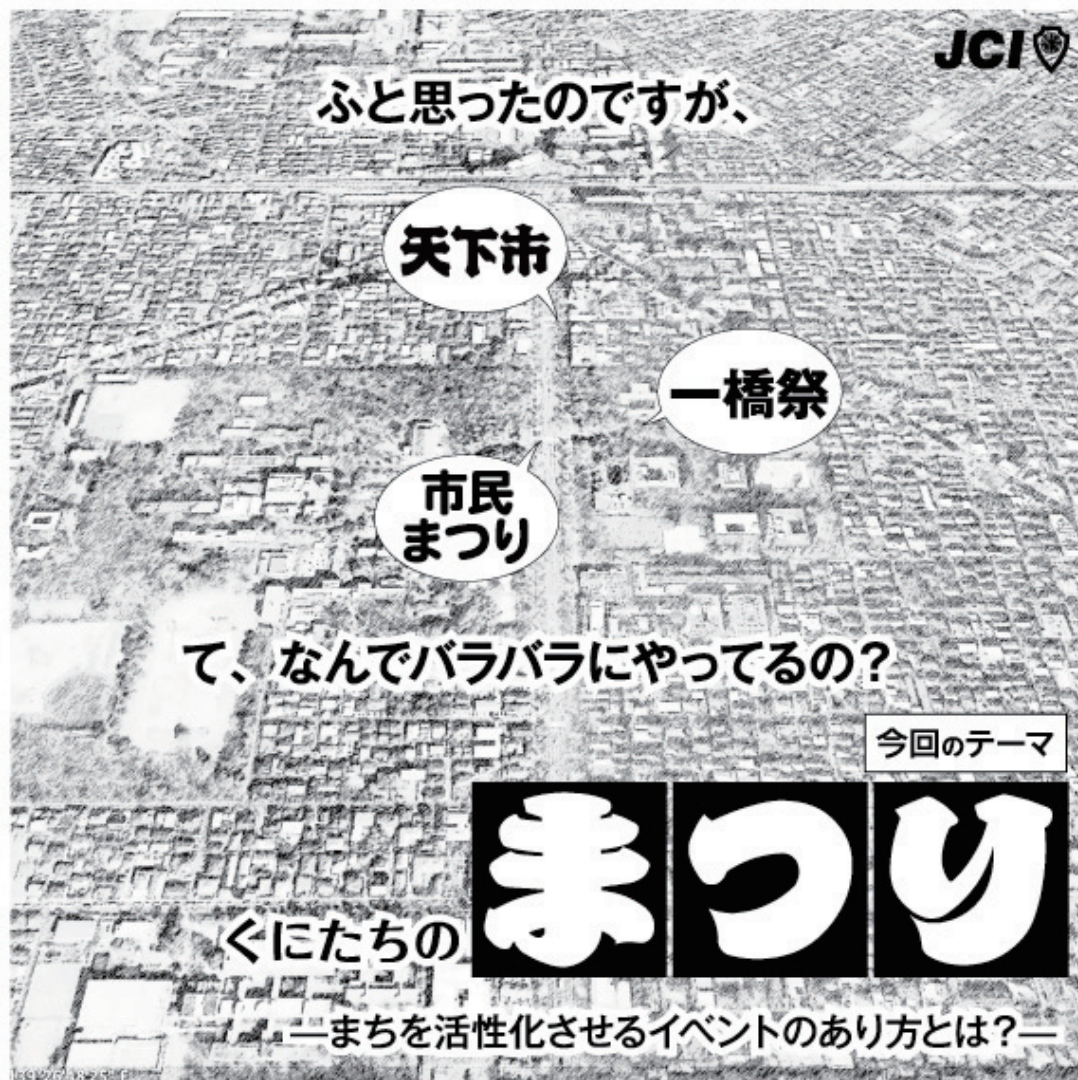 JCI
ふと思ったのですが、
天下市
一橋祭
市民
まつり
て、なんでバラバラにやってるの？
今回のテーマ
くにたちのまつり
―まちを活性化させるイベントのあり方とは？―